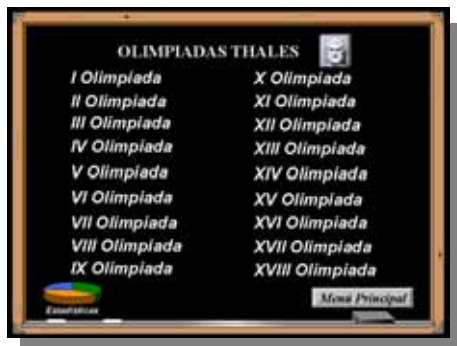 OLIMPIADAS THALES
I Olimpíada
II Olimpiada
III Olimpiada
IV Olimpiada
V Olimpiada
VI Olimpiada
VII Olimpiada
VIII Olimpiada
IX Olimpiada
X Olimpiada
XI Olimpiada
XII Olimpiada
XIII Olimpiada
XIV Olimpiada
XV Olimpiada
XVI Olimpiada
XVII Olimpiada
XVIII Olimpiada
Estadísticas
Menú Principal